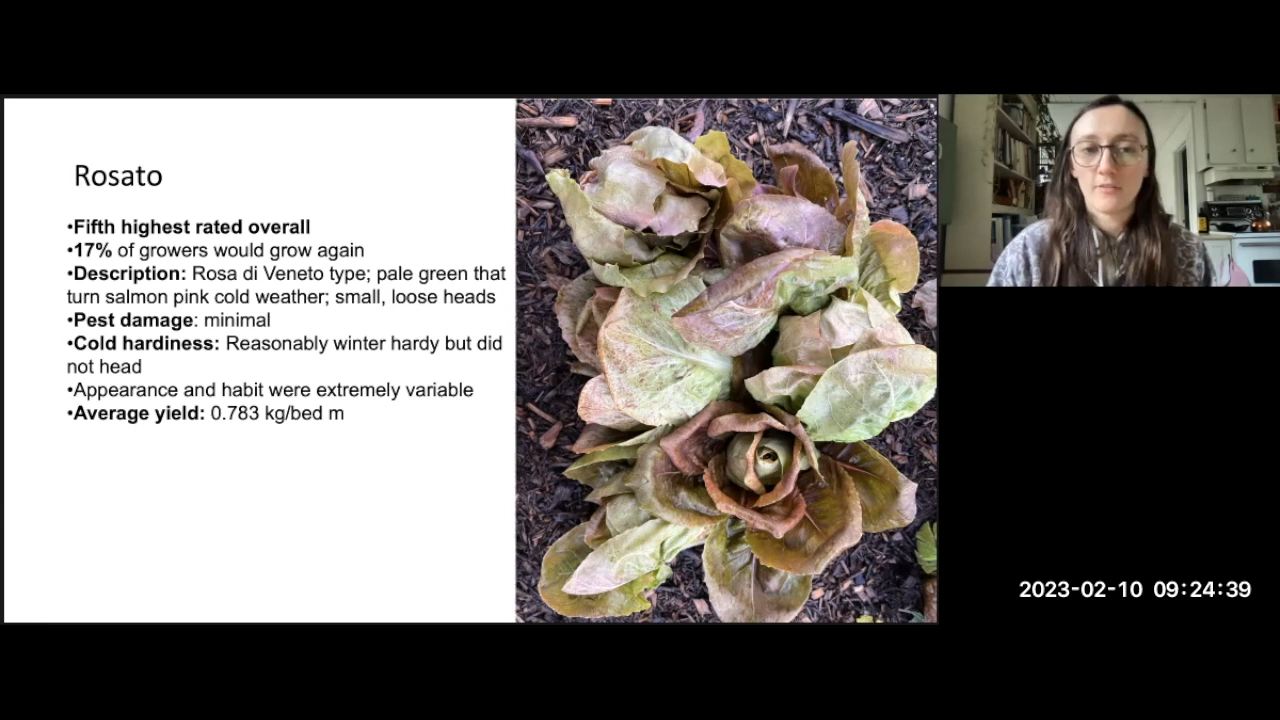 Rosato
•Fifth highest rated overall
•17% of growers would grow again
•Description: Rosa di Veneto type; pale green that
turn salmon pink cold weather; small, loose heads
•Pest damage: minimal
•Cold hardiness: Reasonably winter hardy but did
not head
•Appearance and habit were extremely variable
•Average yield: 0.783 kg/bed m
2023-02-10 09:24:39